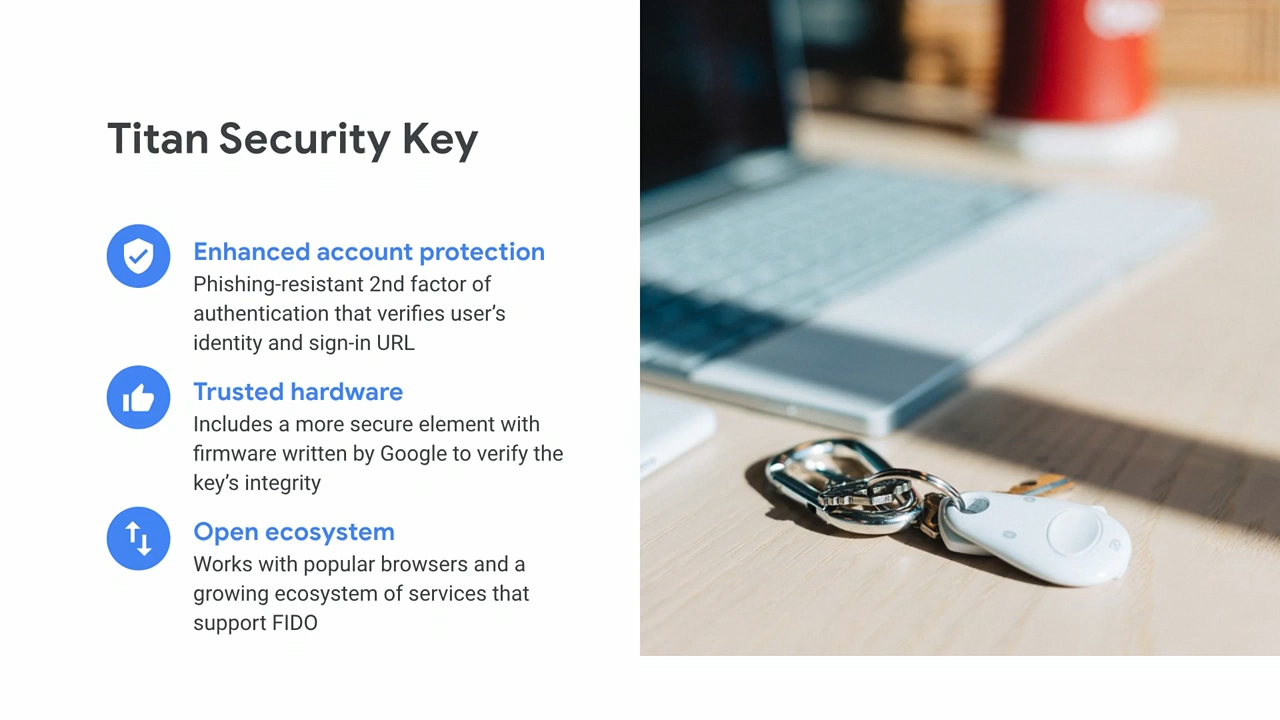 Titan Security Key
Enhanced account protection
Phishing-resistant 2nd factor of
authentication that verifies user’s
identity and sign-in URL
Trusted hardware
Includes a more secure element with
firmware written by Google to verify the
key’s integrity
Open ecosystem
Works with popular browsers and a
growing ecosystem of services that
support FIDO